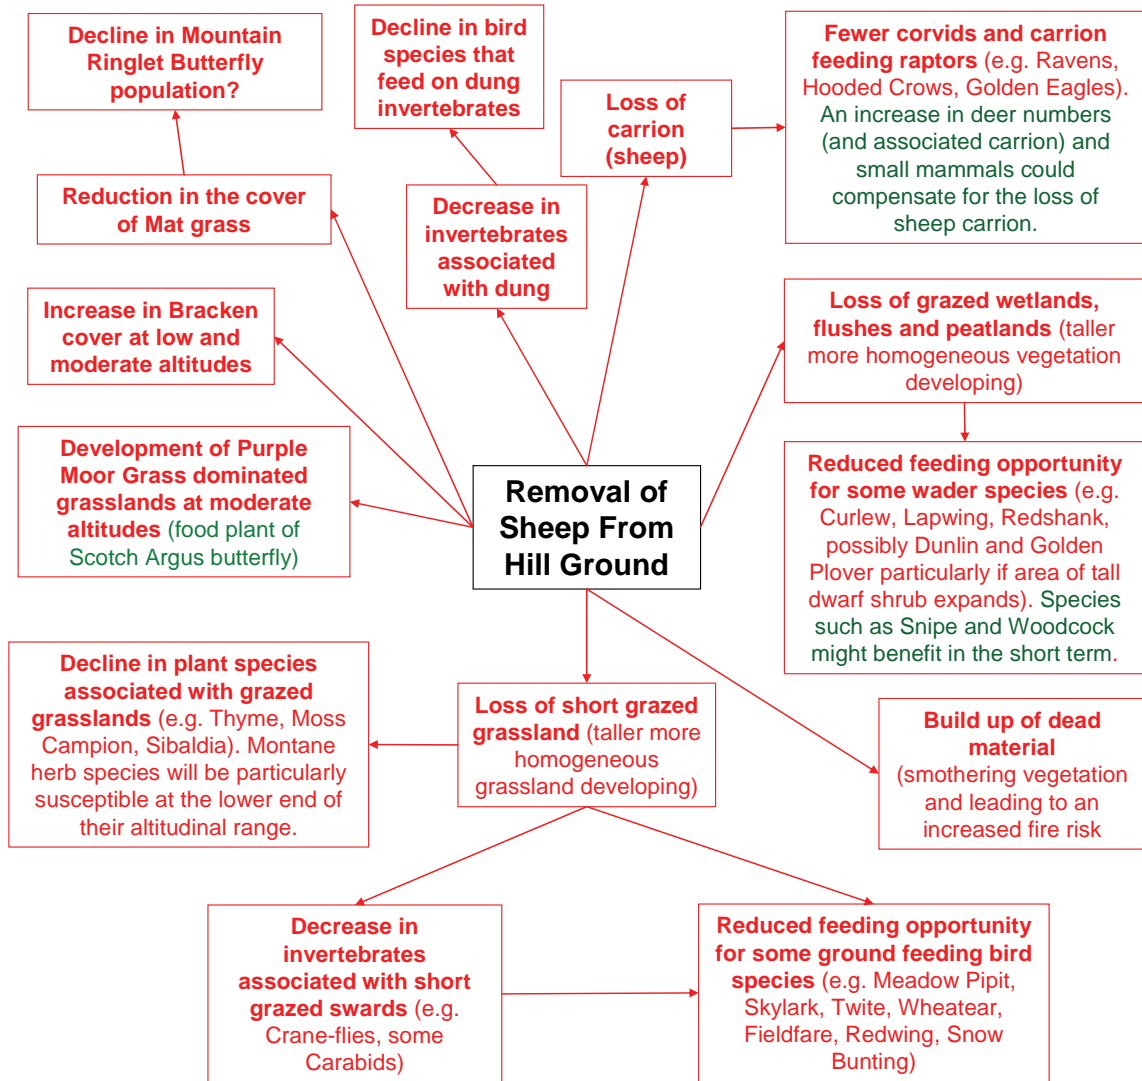 Decline in Mountain
Ringlet Butterfly
population?
Decline in bird
species that
feed on dung
invertebrates
Loss of
carrion
(sheep)
Fewer corvids and carrion
feeding raptors (e.g. Ravens,
Hooded Crows, Golden Eagles).
An increase in deer numbers
(and associated carrion) and
small mammals could
compensate for the loss of
sheep carrion.
Reduction in the cover
of Mat grass
Decrease in
invertebrates
associated
with dung
Increase in Bracken
cover at low and
moderate altitudes
Loss of grazed wetlands,
flushes and peatlands (taller
more homogeneous vegetation
developing)
Development of Purple
Moor Grass dominated
grasslands at moderate
altitudes (food plant of
Scotch Argus butterfly)
Removal of
Sheep From
Hill Ground
Reduced feeding opportunity
for some wader species (e.g.
Curlew, Lapwing, Redshank,
possibly Dunlin and Golden
Plover particularly if area of tall
dwarf shrub expands). Species
such as Snipe and Woodcock
might benefit in the short term.
Decline in plant species
associated with grazed
grasslands (e.g. Thyme, Moss
Campion, Sibaldia). Montane
herb species will be particularly
susceptible at the lower end of
their altitudinal range.
Loss of short grazed
grassland (taller more
homogeneous
grassland developing)
Build up of dead
material
(smothering vegetation
and leading to an
increased fire risk
Decrease in
invertebrates
associated with short
grazed swards (e.g.
Crane-flies, some
Carabids)
Reduced feeding opportunity
for some ground feeding bird
species (e.g. Meadow Pipit,
Skylark, Twite, Wheatear,
Fieldfare, Redwing, Snow
Bunting)